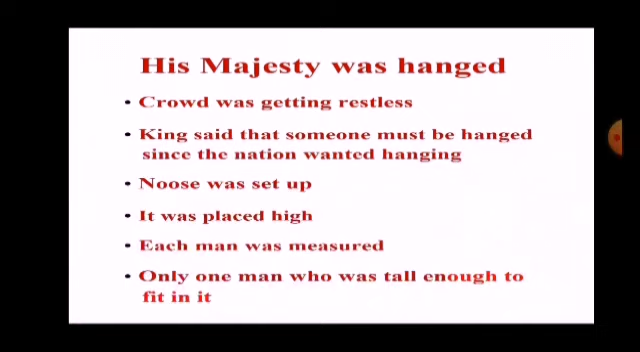 His Majesty was hanged
• Crowd was getting restless
• King said that someone must be hanged
since the nation wanted hanging
• Noose was set up
• It was placed high
• Each man was measured
• Only one man who was tall enough to
fit in it